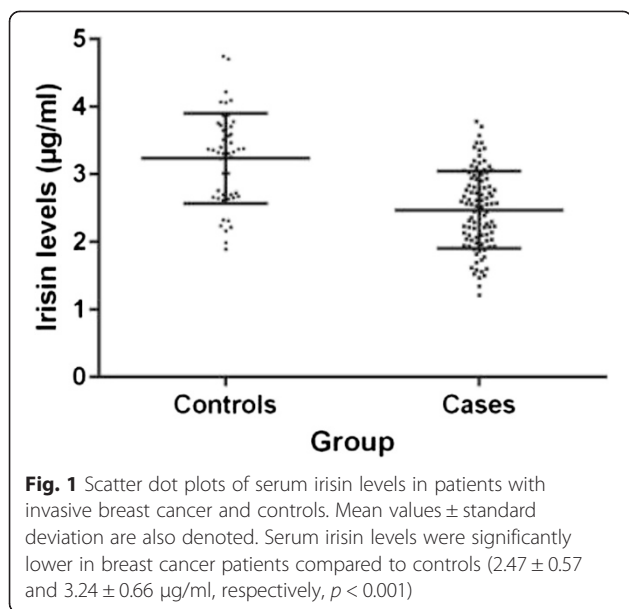 5
4
3
2
1
0
Irisin levels (µg/ml)
Controls
Cases
Group
Fig. 1 Scatter dot plots of serum irisin levels in patients with
invasive breast cancer and controls. Mean values ± standard
deviation are also denoted. Serum irisin levels were significantly
lower in breast cancer patients compared to controls (2.47 ± 0.57
and 3.24 ± 0.66 µg/ml, respectively, p < 0.001)